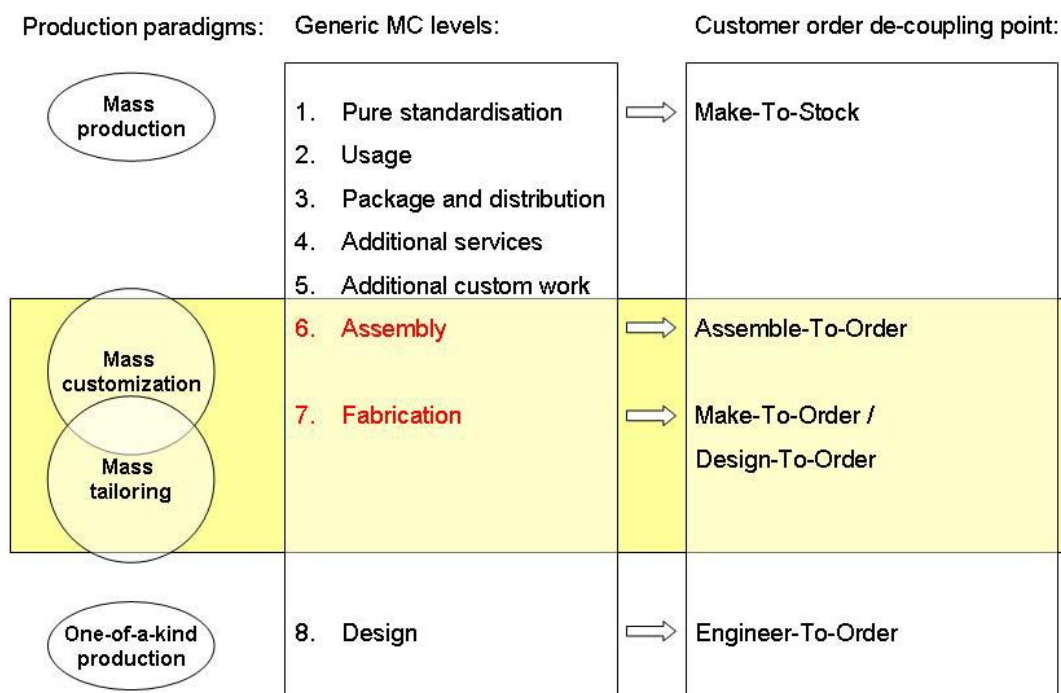 Production paradigms: Generic MC levels: Customer order de-coupling point:
Mass
production
1. Pure standardisation Make-To-Stock
2. Usage
3. Package and distribution
4. Additional services
5. Additional custom work
Mass
customization
6. Assembly Assemble-To-Order
7. Fabrication Make-To-Order /
Design-To-Order
Mass
tailoring
One-of-a-kind
production
8. Design Engineer-To-Order